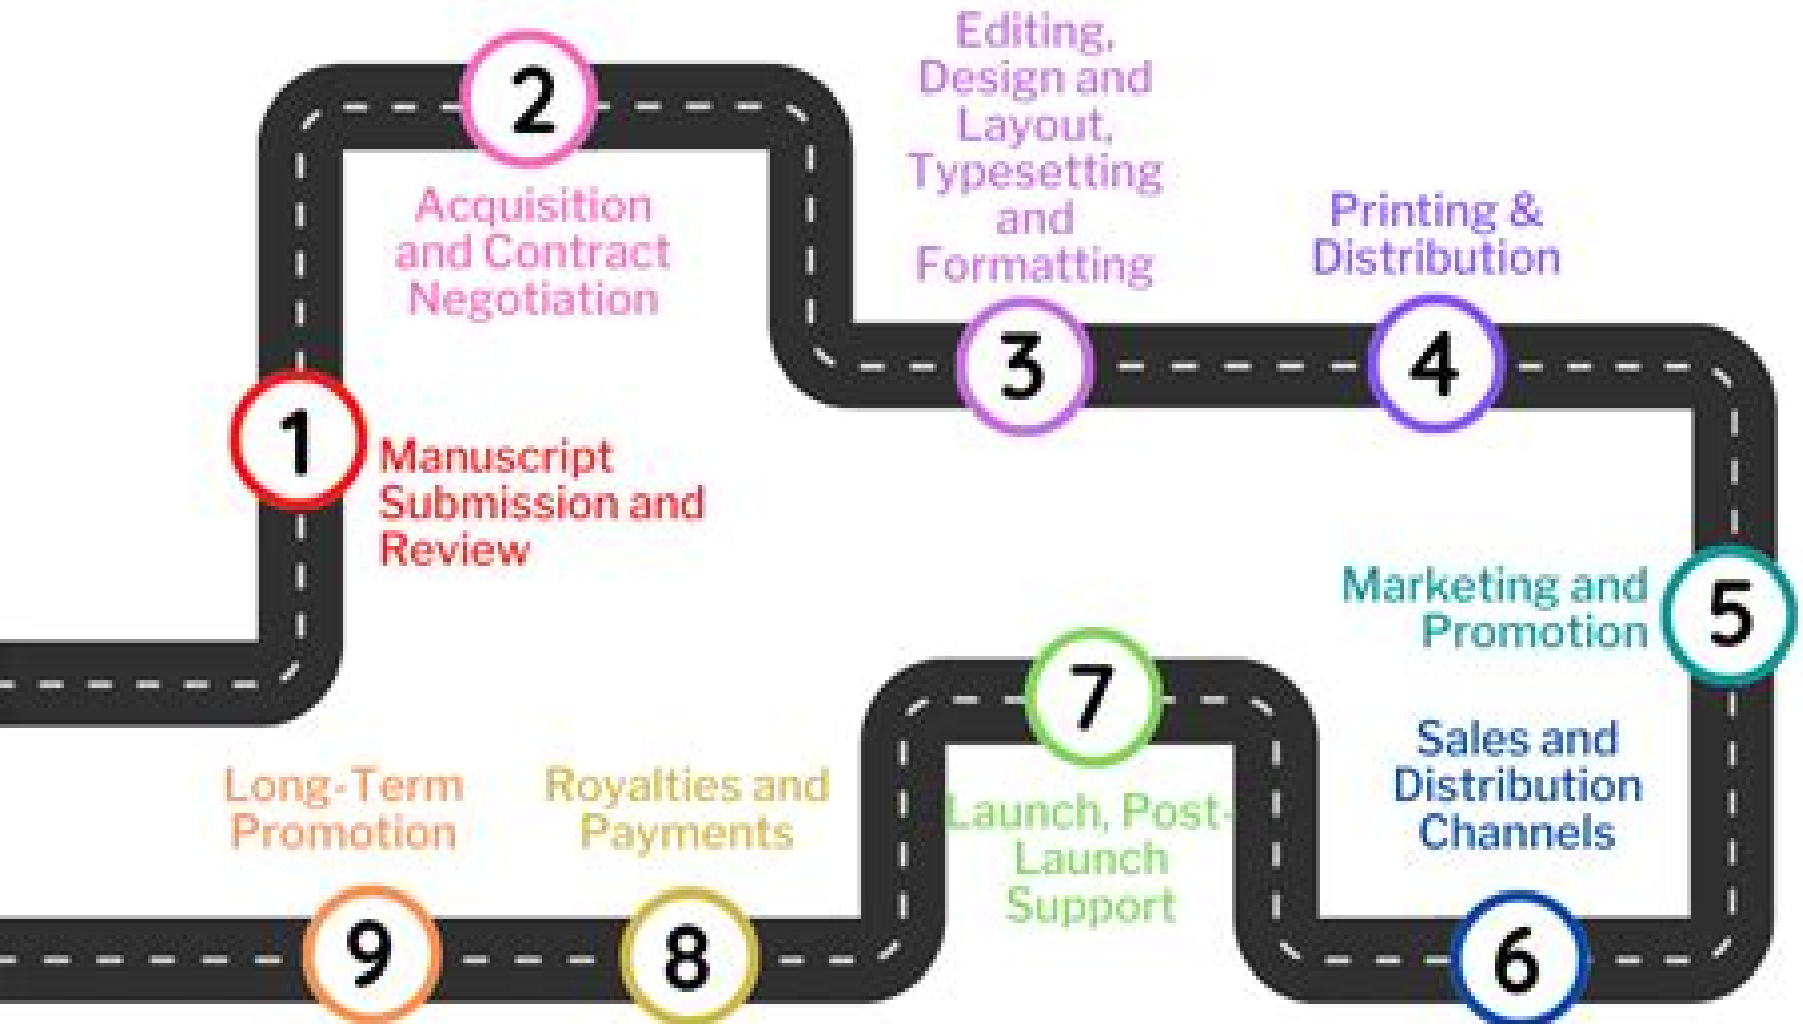 1
Manuscript
Submission and
Review
2
Acquisition
and Contract
Negotiation
Editing,
Design and
Layout,
Typesetting
and
Formatting
3
Printing &
Distribution
4
Marketing and
Promotion
5
Sales and
Distribution
Channels
6
7
Launch, Post-
Launch
Support
Royalties and
Payments
8
Long-Term
Promotion
9